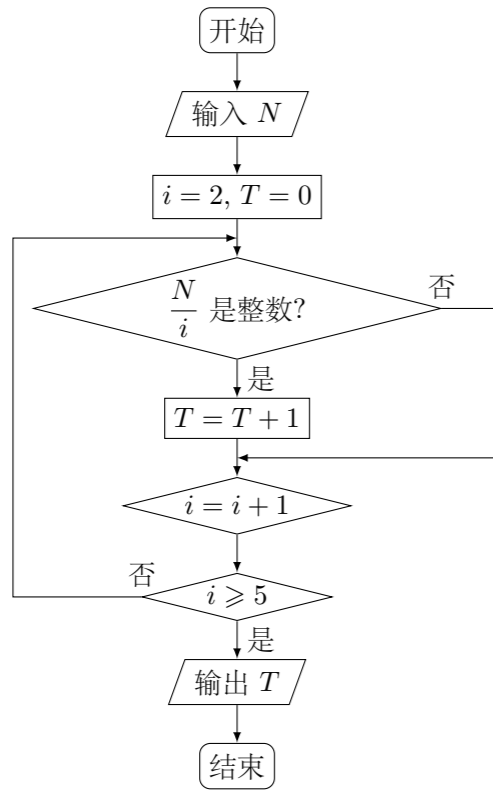 开始
输入 N
i = 2, T = 0
N/i 是整数?
否
是
T = T + 1
i = i + 1
否
i ⩾ 5
是
输出 T
结束